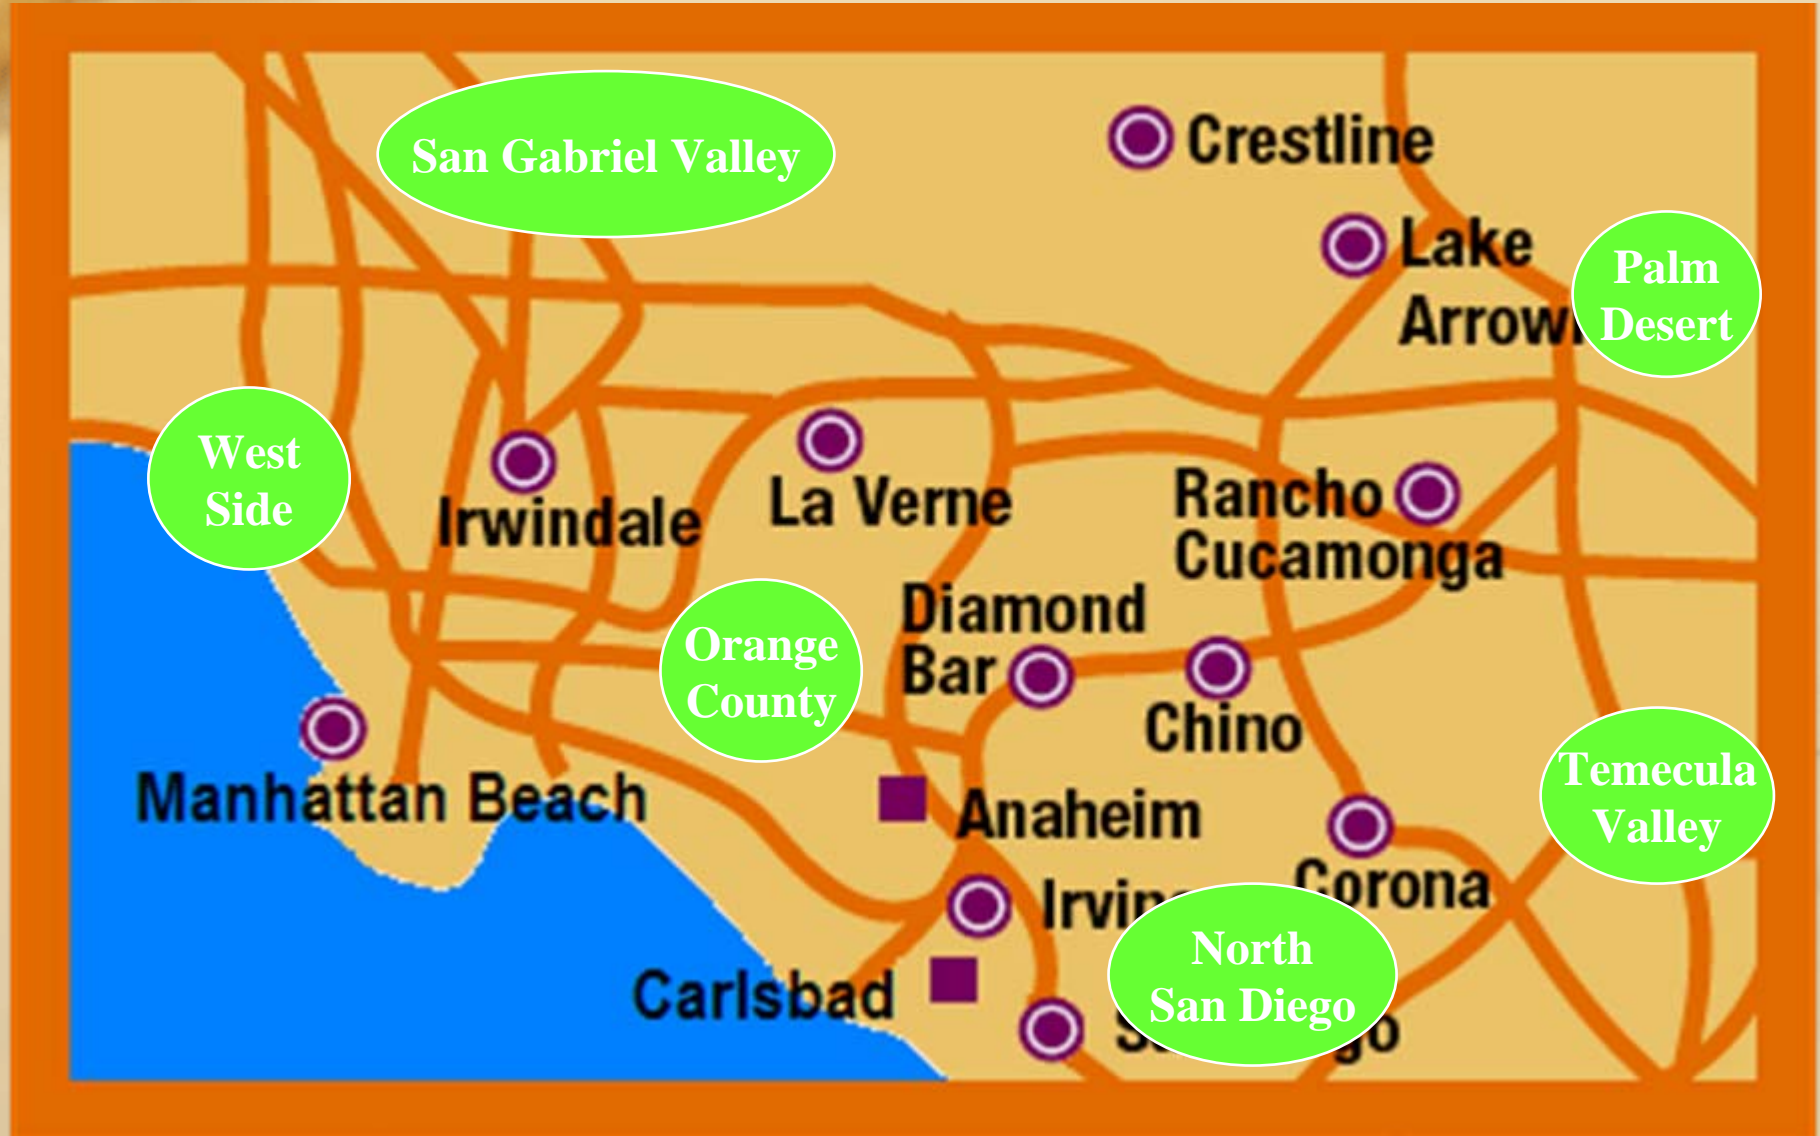 San Gabriel Valley
Crestline
Lake
Palm
Desert
West
Side
Irwindale
La Verne
Rancho
Cucamonga
Diamond
Bar
Orange
County
Chino
Manhattan Beach
Anaheim
Temecula
Valley
Corona
North
San Diego
Carlsbad